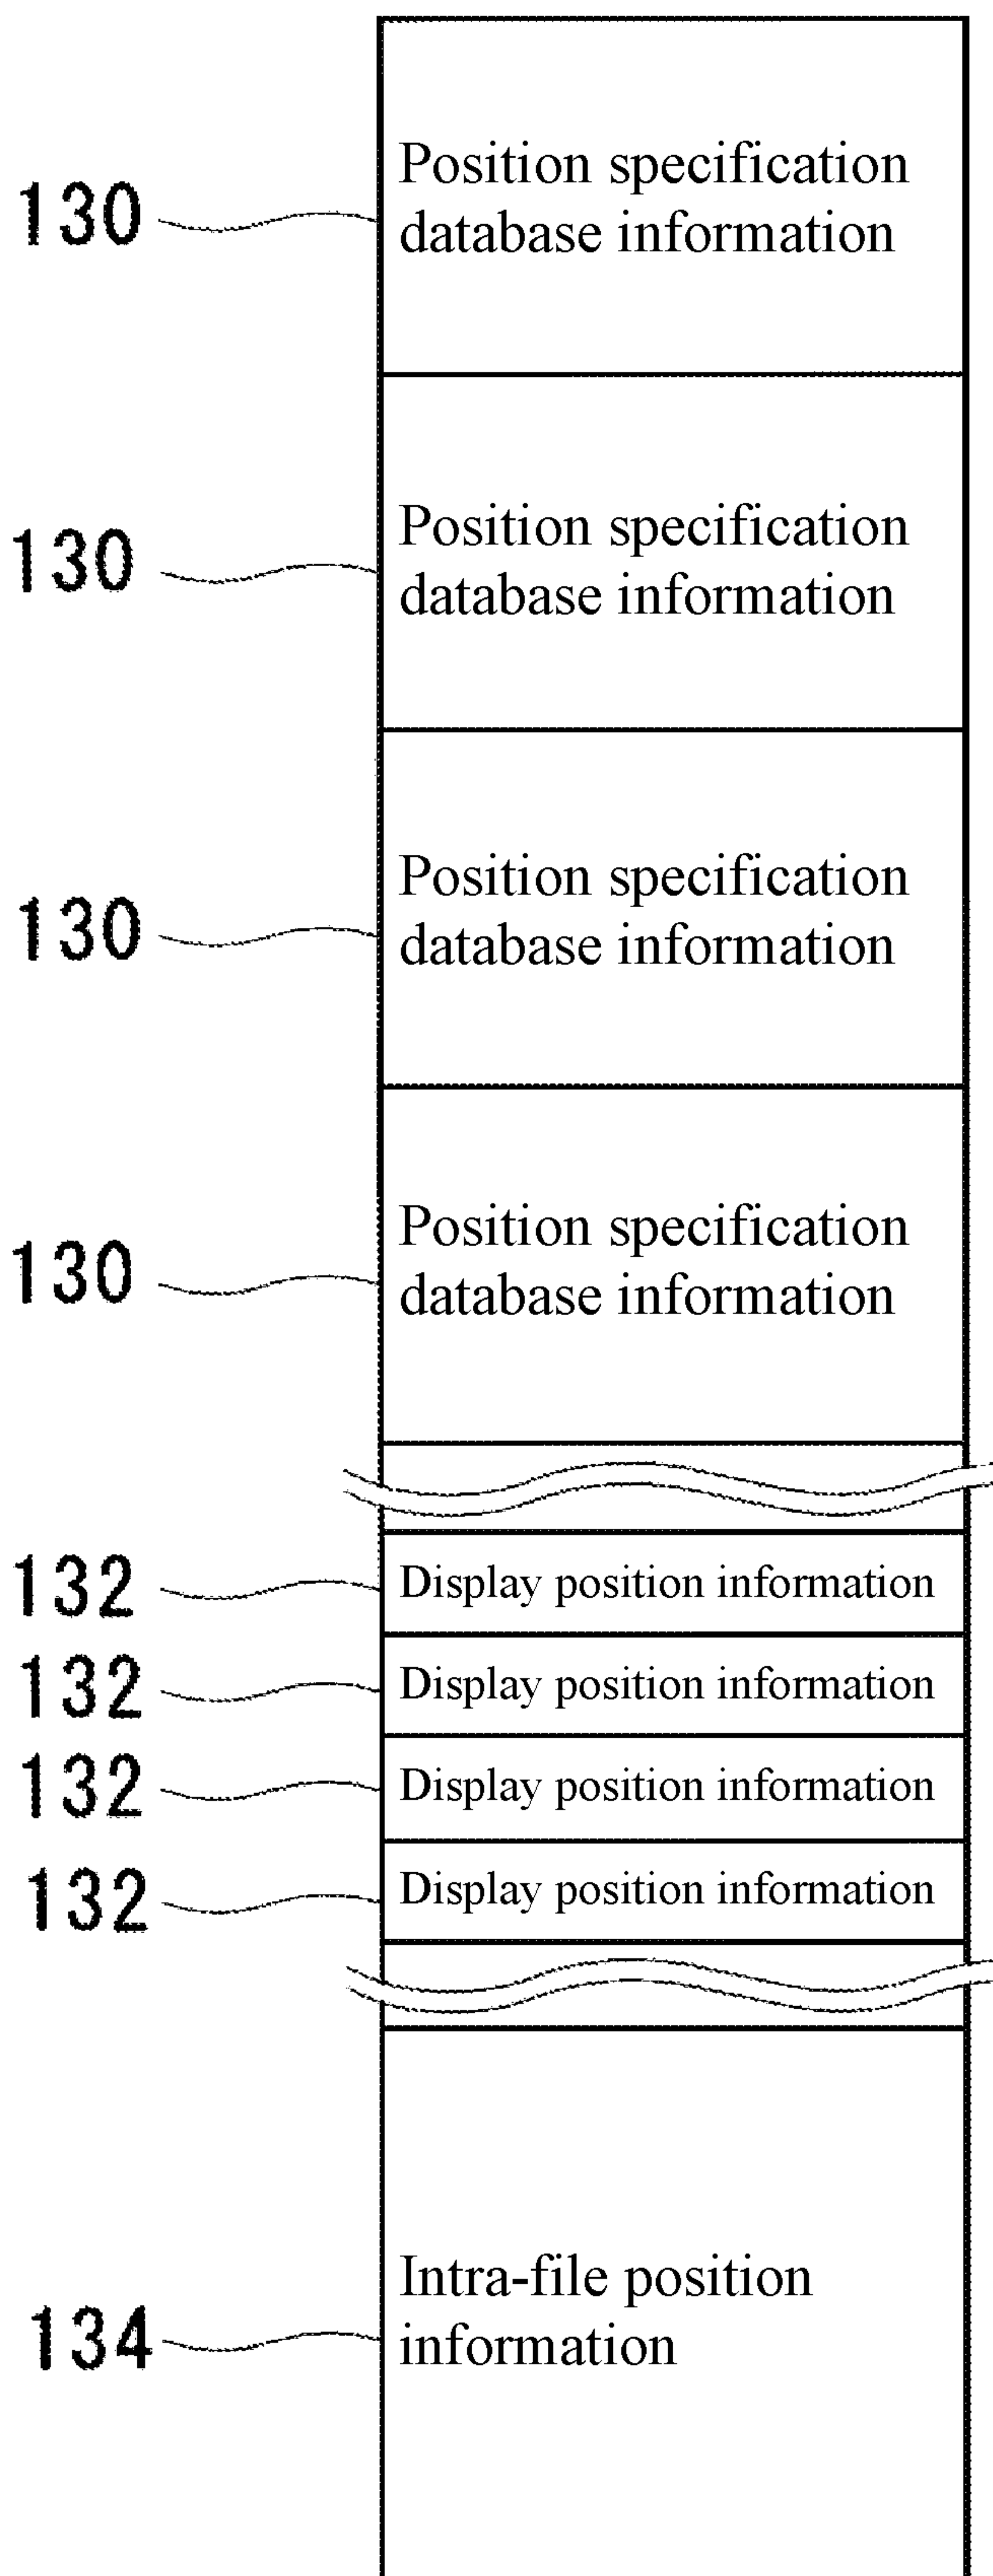 130
Position specification
database information
130
Position specification
database information
130
Position specification
database information
130
Position specification
database information
132
Display position information
132
Display position information
132
Display position information
132
Display position information
134
Intra-file position
information